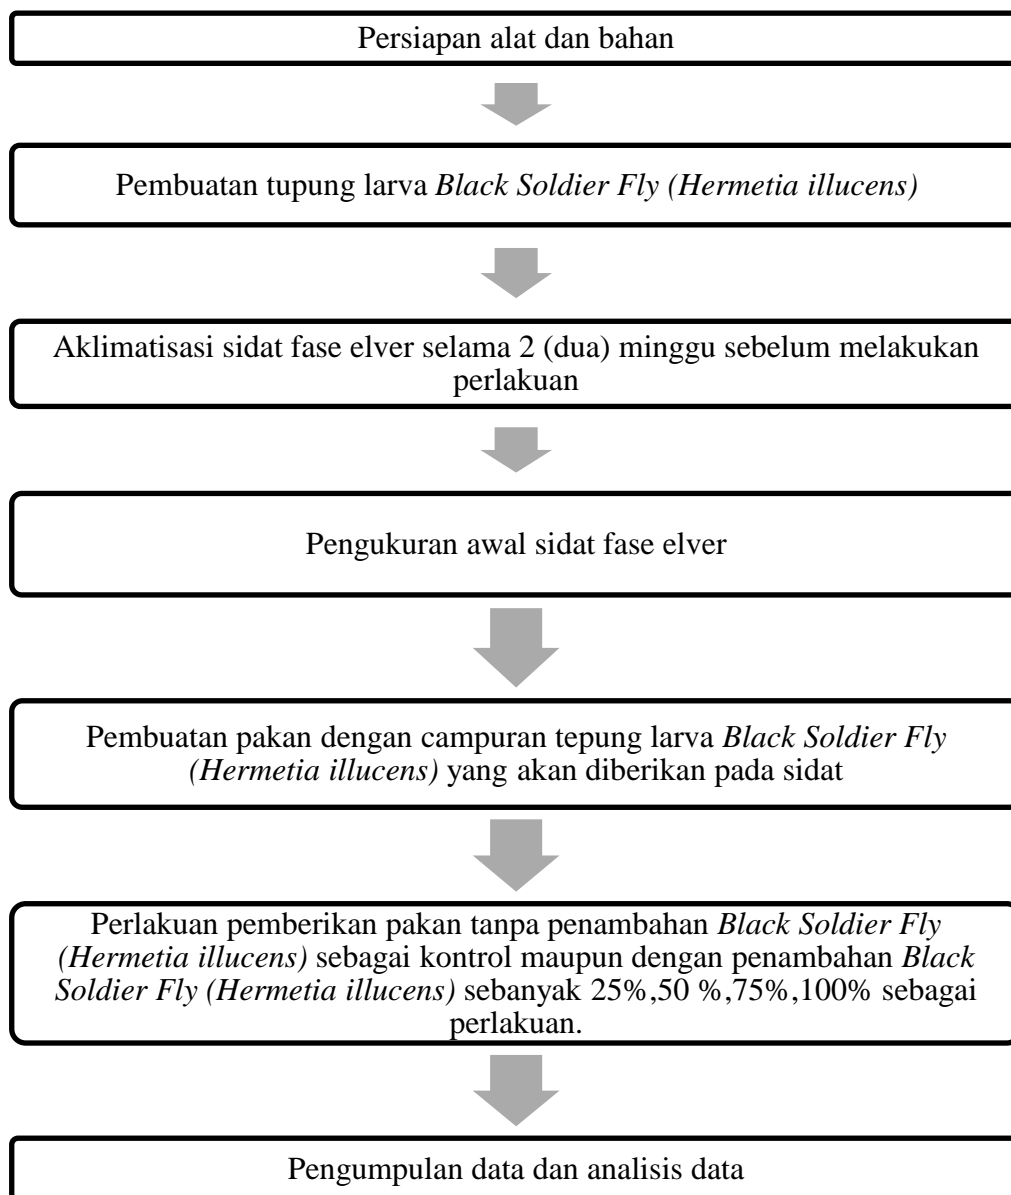 Persiapan alat dan bahan
Pembuatan tupung larva Black Soldier Fly (Hermetia illucens)
Aklimatisasi sidat fase elver selama 2 (dua) minggu sebelum melakukan
perlakuan
Pengukuran awal sidat fase elver
Pembuatan pakan dengan campuran tepung larva Black Soldier Fly
(Hermetia illucens) yang akan diberikan pada sidat
Perlakuan pemberikan pakan tanpa penambahan Black Soldier Fly
(Hermetia illucens) sebagai kontrol maupun dengan penambahan Black
Soldier Fly (Hermetia illucens) sebanyak 25%,50 %,75%,100% sebagai
perlakuan.
Pengumpulan data dan analisis data